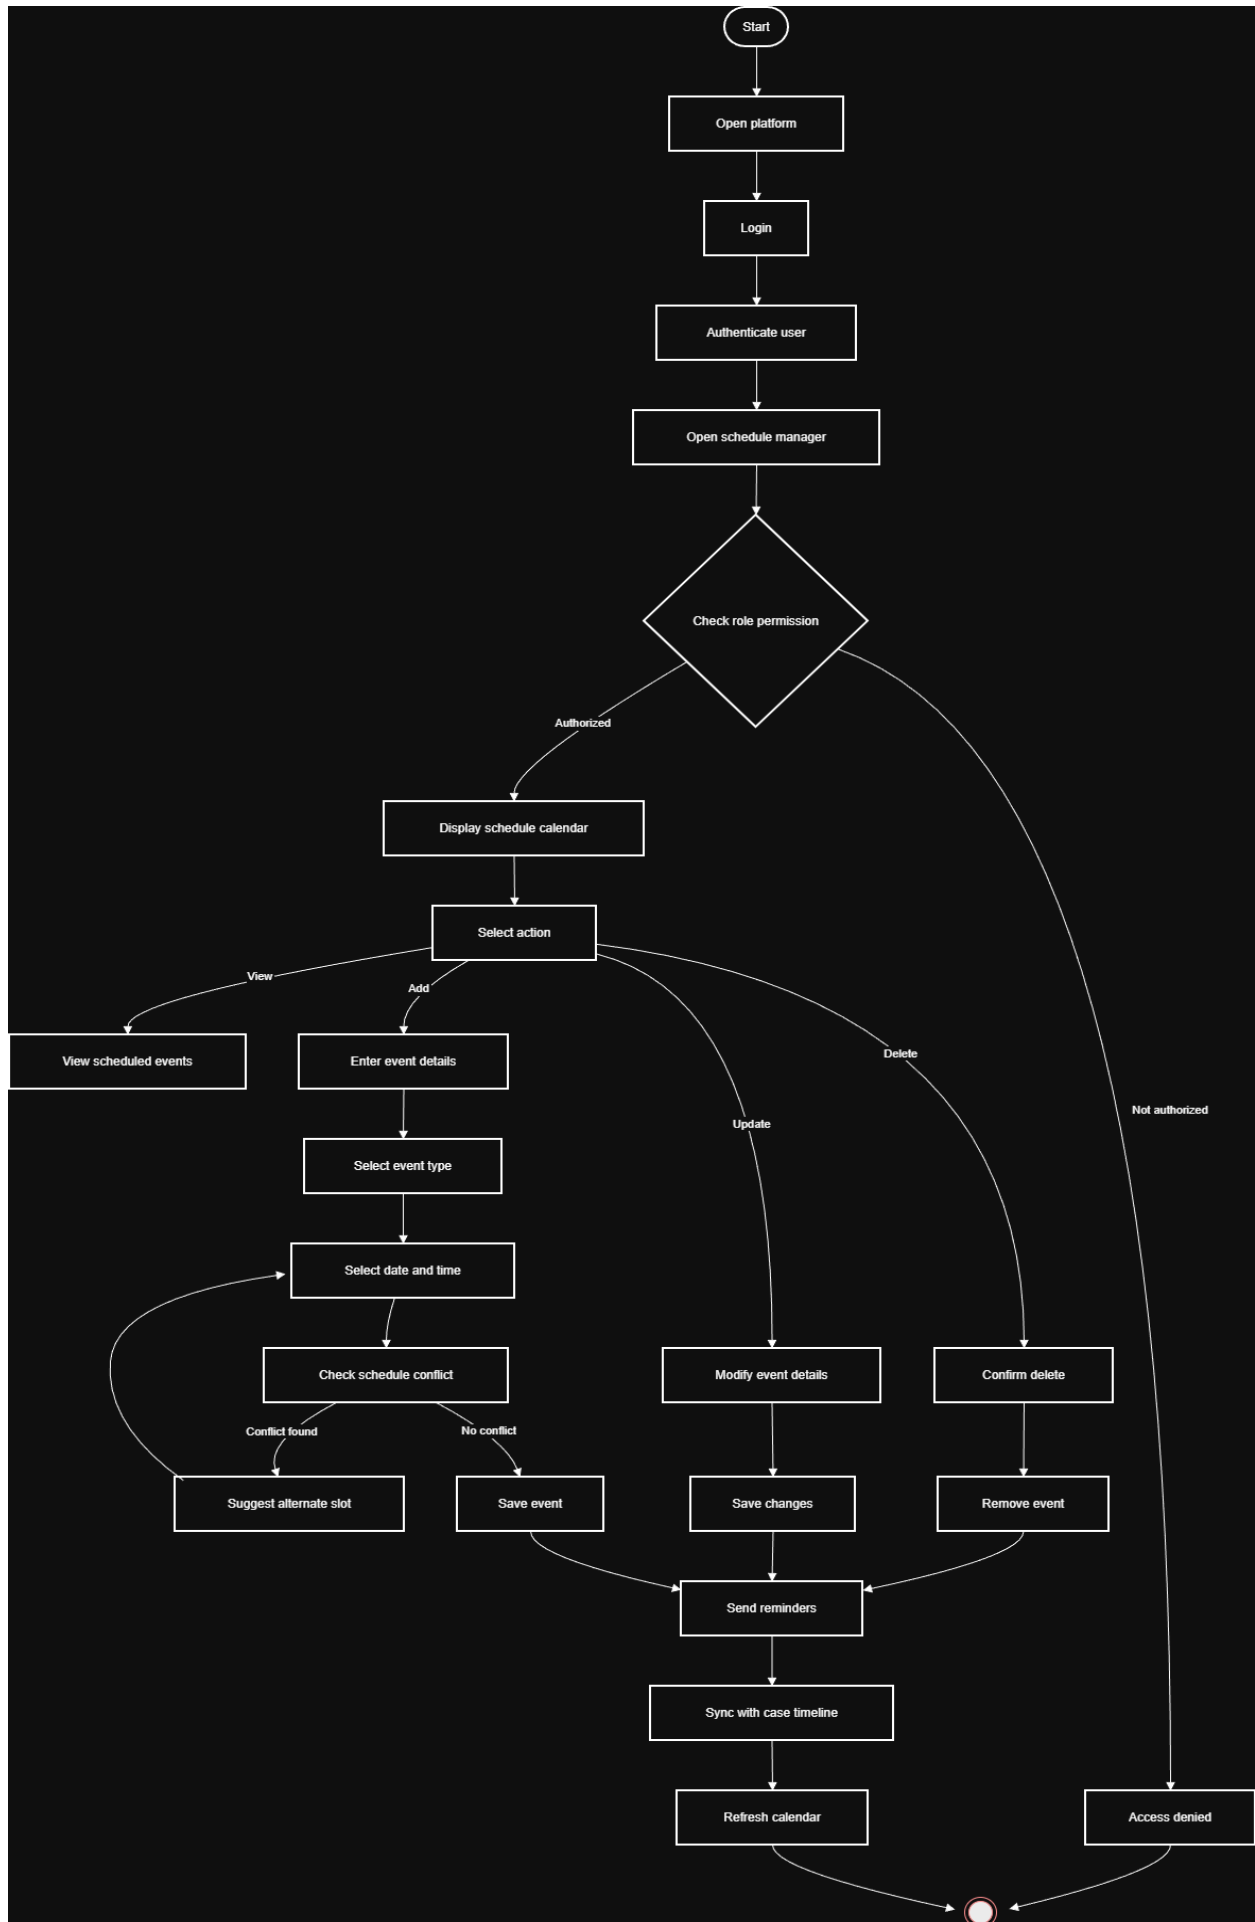 Start
Open platform
Login
Authenticate user
Open schedule manager
Check role permission
Authorized
Display schedule calendar
Select action
View
Add
Delete
View scheduled events
Enter event details
Not authorized
Update
Select event type
Select date and time
Check schedule conflict
Modify event details
Confirm delete
Conflict found
No conflict
Suggest alternate slot
Save event
Save changes
Remove event
Send reminders
Sync with case timeline
Refresh calendar
Access denied